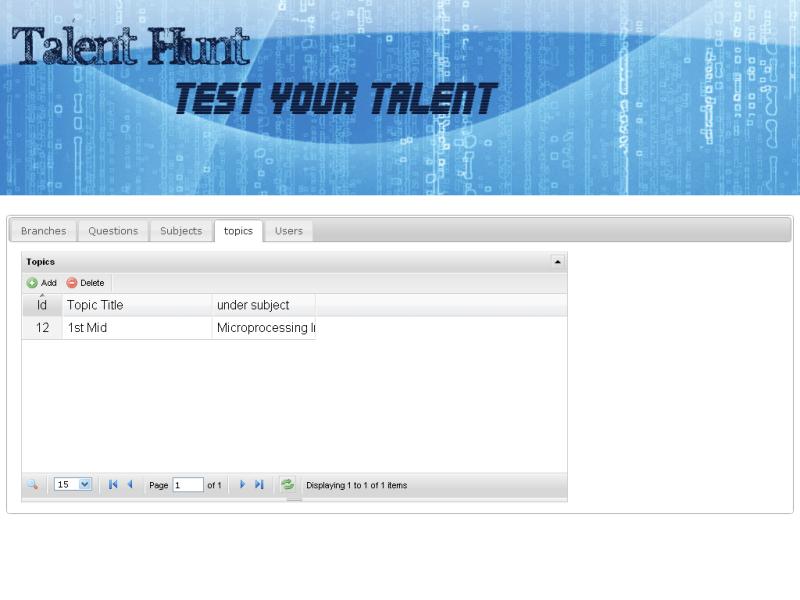 Talent Hunt
TEST YOUR TALENT
Branches Questions Subjects topics Users
Topics
Add Delete
Id Topic Title under subject
12 1st Mid Microprocessing
15 Page 1 of 1 Displaying 1 to 1 of 1 items